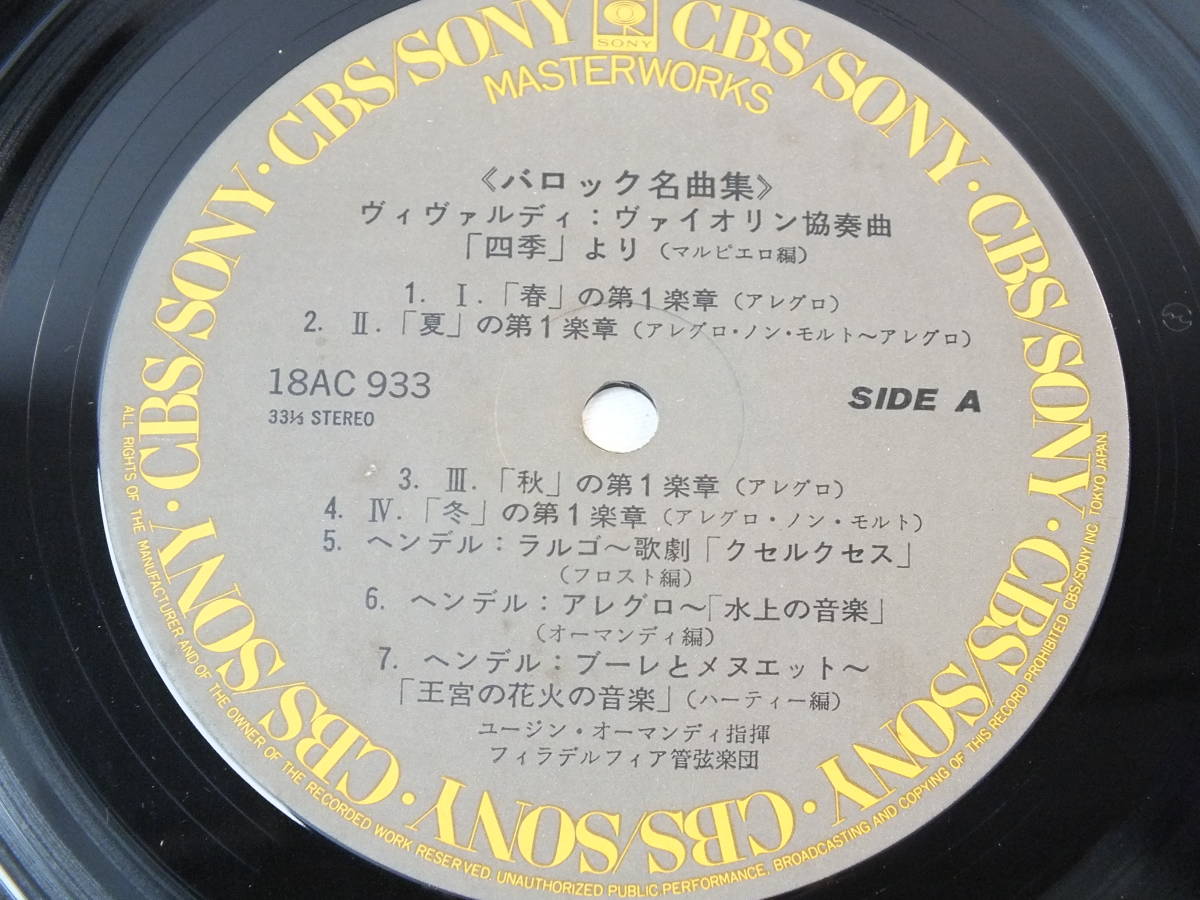 CBS/SONY · CBS/SONY · CBS/SONY · CBS/SONY · CBS/SONY · CBS/SONY · CBS/SONY · CBS/SONY
SONY
MASTERWORKS
《バロック名曲集》
ヴィヴァルディ：ヴァイオリン協奏曲
「四季」より（マルピエロ編）
1. Ⅰ.「春」の第1楽章（アレグロ）
2. Ⅱ.「夏」の第1楽章（アレグロ・ノン・モルト〜アレグロ）
18AC 933
33⅓ STEREO
SIDE A
3. Ⅲ.「秋」の第1楽章（アレグロ）
4. Ⅳ.「冬」の第1楽章（アレグロ・ノン・モルト）
5. ヘンデル：ラルゴ〜歌劇「クセルクセス」
（フロスト編）
6. ヘンデル：アレグロ〜「水上の音楽」
（オーマンディ編）
7. ヘンデル：ブーレとメヌエット〜
「王宮の花火の音楽」（ハーティー編）
ユージン・オーマンディ指揮
フィラデルフィア管弦楽団
ALL RIGHTS OF THE MANUFACTURER AND OF THE OWNER OF THE RECORDED WORK RESERVED. UNAUTHORIZED PUBLIC PERFORMANCE, BROADCASTING AND COPYING OF THIS RECORD PROHIBITED CBS/SONY INC. TOKYO JAPAN